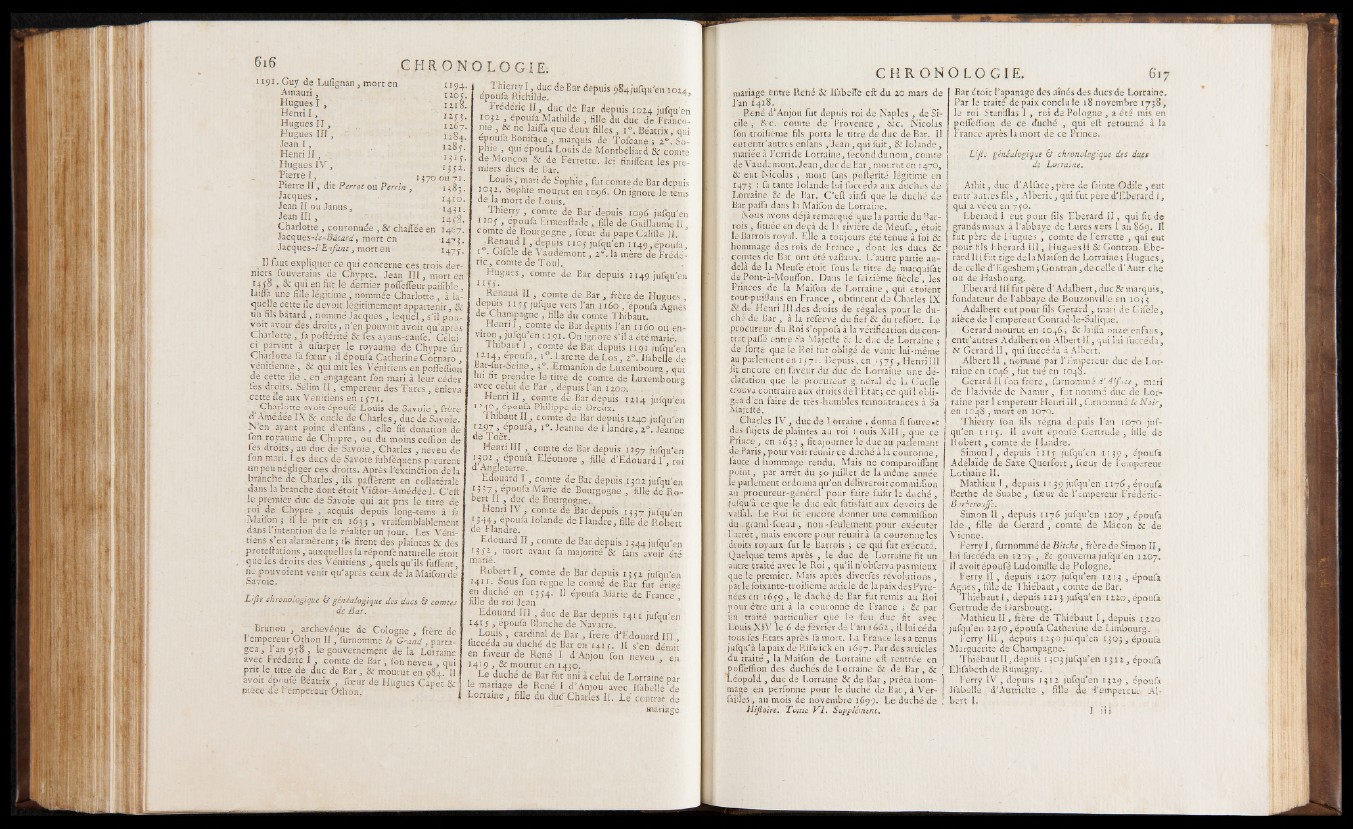 616 CHRONOLOGIE.
1191. Guy de Lusignan, mort en 1194.
Amauri, 1205.
Hugues I, 1218.
Henri I, 1253.
Hugues II, 1267.
Hugues III, 1284.
Jean I, 1285.
Henri II,
Hugues IV,
Pierre I, 1370 ou 71.
Pierre II, dit Perrot ou Perrin,
Jacques, 1410.
Jean II ou Janus, 1431.
Jean III, 1458.
Charlotte, couronnée, & chassée en
Jacques-le-Bâtard, mort en 1473.
Jacques-l'Enfant, mort en 1475.
Il faut expliquer ce qui concerne ces trois der-
niers souverains de Chypre. Jean III, mort en
1458, & qui en fut le dernier possesseur paisible,
laissa une fille légitime, nommée Charlotte, à la-
quelle cette île devoit légitimement appartenir, &
un fils bâtard, nommé Jacques, lequel, s'il pou-
voit avoir des droits, n'en pouvoit avoir qu'après
Charlotte, sa postérité & ses ayans-cause. Celui-
ci parvint à usurper le royaume de Chypre sur
Charlotte sa sœur; il épousa Catherine Cornaro,
vénitienne, & qui mit les Vénitiens en possession
de cette île, en engageant son mari à leur céder
ses droits. Selim II, empereur des Turcs, enleva
cette île aux Vénitiens en 1571.
Charlotte avoit épousé Louis de Savoie, frère
d'Amédée IX & oncle de Charles, duc de Savoie.
N'en ayant point d'enfans, elle fit donation de
son royaume de Chypre, ou du moins cession de
ses droits, au duc de Savoie, Charles, neveu de
son mari. Les ducs de Savoie subséquens parurent
un peu négliger ces droits. Après l'extinction de la
branche de Charles, ils passèrent en collatérale
dans la branche dont étoit Victor-Amédée I. C'est
le premier duc de Savoie qui ait pris le titre de
roi de Chypre, acquis depuis long-tems à sa
Maison; il le prit en 1633, vraisemblablement
dans l'intention de le réaliser un jour. Les Véni-
tiens s'en alarmèrent; ils firent des plaintes & des
protestations, auxquelles la réponse naturelle étoit
que les droits des Vénitiens, quels qu'ils fussent,
ne pouvoient venir qu'après ceux de la Maison de
Savoie.
Liste chronologique & généalogique des ducs & comtes
de Bar.
Brunou, archevêque de Cologne, frère de
l'empereur Othon II, surnommé le Grand, parta-
gea, l'an 958, le gouvernement de la Lorraine
avec Frédéric I, comte de Bar, son neveu, qui
prit le titre de duc de Bar, & mourut en 984. Il
avoit épousé Béatrix, sœur de Hugues Capet &
nièce de l'empereur Othon.
Thierry I, duc de Bar depuis 984 jusqu'en 1024,
épousa Richilde.
Frédéric II, duc de Bar depuis 1024 jusqu'en
1032, épousa Mathilde, fille du duc de Franco-
nie, & ne laissa que deux filles, 1°. Béatrix, qui
épousa Boniface, marquis de Toscane; 2°. So-
phie, qui épousa Louis de Montbelliard & comte
de Monçon & de Ferrette. Ici finissent les pre-
miers ducs de Bar.
Louis, mari de Sophie, fut comte de Bar depuis
1032. Sophie mourut en 1096. On ignore le tems
de la mort de Louis.
Thierry, comte de Bar depuis 1096 jusqu'en
1105, épousa Ermensade, fille de Guillaume II,
comte de Bourgogne, sœur du pape Caliste II.
Renaud I, depuis 1105 jusqu'en 1149, épousa,
1°. Gisèle de Vaudemont, 2°. la mère de Frédé-
ric, comte de Toul.
Hugues, comte de Bar depuis 1149 jusqu'en
1155.
Renaud II, comte de Bar, frère de Hugues,
depuis 1155 jusque vers l'an 1160, épousa Agnès
de Champagne, fille du comte Thibaut.
Henri I, comte de Bar depuis l'an 1160 ou en-
viron, jusqu'en 1191. On ignore s'il a été marié.
Thibaut I, comte de Bar depuis 1191 jusqu'en
1214, épousa, 1°. Larette de Los, 2°. Isabelle de
Bar-sur-Seine, 3°. Ermanion de Luxembourg, qui
lui fit prendre le titre de comte de Luxembourg
avec celui de Bar, depuis l'an 1200.
Henri II, comte de Bar depuis 1214 jusqu'en
1240, épousa Philippe de Dreux.
Thibaut II, comte de Bar depuis 1240 jusqu'en
1297, épousa, 1°. Jeanne de Flandre, 2°. Jeanne
de Toër.
Henri III, comte de Bar depuis 1297 jusqu'en
1302, épousa Eléonore, fille d'Edouard I, roi
d'Angleterre.
Edouard I, comte de Bar depuis 1302 jusqu'en
1337, épousa Marie de Bourgogne, fille de Ro-
bert II, duc de Bourgogne.
Henri IV, comte de Bar depuis 1337 jusqu'en
1344, épousa Iolande de Flandre, fille de Robert
de Flandre.
Edouard II, comte de Bar depuis 1344 jusqu'en
1352, mort avant sa majorité & sans avoir été
marié.
Robert I, comte de Bar depuis 1352 jusqu'en
1411. Sous son règne le comté de Bar fut érigé
en duché en 1354. Il épousa Marie de France,
fille du roi Jean.
Edouard III, duc de Bar depuis 1411 jusqu'en
1415, épousa Blanche de Navarre.
Louis, cardinal de Bar, frère d'Edouard III,
succéda au duché de Bar en 1415. Il s'en démit
en faveur de René I d'Anjou son neveu, en
1419, & mourut en 1430.
Le duché de Bar fut uni à celui de Lorraine par
le mariage de René I d'Anjou avec Isabelle de
Lorraine, fille du duc Charles II. Le contrat de
mariage
CHRONOLOGIE. 617
mariage entre René & Isabelle est du 20 mars de
l'an 1418.
René d'Anjou fut depuis roi de Naples, de Si-
cile, &c. comte de Provence, &c. Nicolas
son troisième fils porta le titre de duc de Bar. Il
eut entr'autres enfans, Jean, qui suit, & Iolande,
mariée à Ferri de Lorraine, second du nom, comte
de Vaudemont. Jean, duc de Bar, mourut en 1470,
& eut Nicolas, mort sans postérité légitime en
1473: sa tante Iolande lui succéda aux duchés de
Lorraine & de Bar. C'est ainsi que le duché de
Bar passa dans la Maison de Lorraine.
Nous avons déjà remarqué que la partie du Bar-
rois, située en deçà de la rivière de Meuse, étoit
le Barrois royal. Elle a toujours été tenue à foi &
hommage des rois de France, dont les ducs &
comtes de Bar ont été vassaux. L'autre partie au-
delà de la Meuse étoit sous le titre de marquisat
de Pont-à-Mousson. Dans le seizième siècle, les
Princes de la Maison de Lorraine, qui étoient
tout-puissans en France, obtinrent de Charles IX
& de Henri III des droits de régales pour le du-
ché de Bar, à la réserve du fief & du ressort. Le
procureur du Roi s'opposa à la vérification du con-
trat passé entre Sa Majesté & le duc de Lorraine;
de sorte que le Roi fut obligé de venir lui-même
au parlement en 1571. Depuis, en 1575, Henri III
fit encore en faveur du duc de Lorraine une dé-
claration que le procureur général de la Guesle
trouva contraire aux droits de l'Etat; ce qui l'obli-
gea d'en faire de très-humbles remontrances à Sa
Majesté.
Charles IV, duc de Lorraine, donna si souvent
des sujets de plaintes au roi Louis XIII, que ce
Prince, en 1633, fit ajourner le duc au parlement
de Paris, pour voir réunir ce duché à la couronne,
faute d'hommage rendu. Mais ne comparoissant
point, par arrêt du 30 juillet de la même année
le parlement ordonna qu'on délivreroit commission
au procureur-général pour faire saisir le duché,
jusqu'à ce que le duc eût satisfait aux devoirs de
vassal. Le Roi fit encore donner une commission
du grand-sceau, non-seulement pour exécuter
l'arrêt, mais encore pour réunir à la couronne les
droits royaux sur le Barrois; ce qui fut exécuté.
Quelque tems après, le duc de Lorraine fit un
autre traité avec le Roi, qu'il n'observa pas mieux
que le premier. Mais après diverses révolutions,
par le soixante-troisième article de la paix des Pyré-
nées en 1659, le duché de Bar fut remis au Roi
pour être uni à la couronne de France; & par
un traité particulier que le feu duc fit avec
Louis XIV le 6 de février de l'an 1662, il lui céda
tous ses Etats après sa mort. La France les a tenus
jusqu'à la paix de Riswick en 1697. Par des articles
du traité, la Maison de Lorraine est rentrée en
possession des duchés de Lorraine & de Bar, &
Léopold, duc de Lorraine & de Bar, prêta hom-
mage en personne pour le duché de Bar, à Ver-
sailles, au mois de novembre 1699. Le duché de
Histoire. Tome VI. Supplément.
Bar étoit l'apanage des aînés des ducs de Lorraine.
Par le traité de paix conclu le 18 novembre 1738,
le roi Stanislas I, roi de Pologne, a été mis en
possession de ce duché, qui est retourné à la
France après la mort de ce Prince.
Liste généalogique & chronologique des ducs
de Lorraine.
Athit, duc d'Alsace, père de sainte Odile, eut
entr'autres fils, Alberic, qui fut père d'Eberard I,
qui a vécu en 750.
Eberard I eut pour fils Eberard II, qui fit de
grands maux à l'abbaye de Lures vers l'an 869. Il
fut père de Hugues, comte de Ferrette, qui eut
pour fils Eberard III, Hugues II & Gontran. Ebe-
rard III fut tige de la Maison de Lorraine; Hugues,
de celle d'Egeshem; Gontran, de celle d'Autriche
ou de Hasbourg.
Eberard III fut père d'Adalbert, duc & marquis,
fondateur de l'abbaye de Bouzonville en 1033.
Adalbert eut pour fils Gerard, mari de Gisèle,
nièce de l'empereur Conrad-le-Salique.
Gerard mourut en 1046, & laissa onze enfans,
entr'autres Adalbert ou Albert II, qui lui succéda,
& Gerard II, qui succéda à Albert.
Albert II, nommé par l'Empereur duc de Lor-
raine en 1046, fut tué en 1048.
Gerard II son frère, surnommé d'Alsace, mari
de Hadvide de Namur, fut nommé duc de Lor-
raine par l'empereur Henri III, surnommé le Noir,
en 1048, mort en 1070.
Thierry son fils régna depuis l'an 1070 jus-
qu'en 1115. Il avoit épousé Gertrude, fille de
Robert, comte de Flandre.
Simon I, depuis 1115 jusqu'en 1139, épousa
Adelaïde de Saxe Querfort, sœur de l'empereur
Lothaire II.
Mathieu I, depuis 1139 jusqu'en 1176, épousa
Berthe de Suabe, sœur de l'empereur Frédéric-
Barberousse.
Simon II, depuis 1176 jusqu'en 1207, épousa
Ide, fille de Gerard, comte de Mâcon & de
Vienne.
Ferry I, surnommé de Bitche, frère de Simon II,
lui succéda en 1205, & gouverna jusqu'en 1207.
Il avoit épousé Ludomille de Pologne.
Ferry II, depuis 1207 jusqu'en 1213, épousa
Agnès, fille de Thiébaut, comte de Bar.
Thiébaut I, depuis 1213 jusqu'en 1220, épousa
Gertrude de Darsbourg.
Mathieu II, frère de Thiébaut I, depuis 1220
jusqu'en 1250, épousa Catherine de Limbourg.
Ferry III, depuis 1250 jusqu'en 1303, épousa
Marguerite de Champagne.
Thiébaut II, depuis 1303 jusqu'en 1312, épousa
Elisabeth de Rumigny.
Ferry IV, depuis 1312 jusqu'en 1329, épousa
Isabelle d'Autriche, fille de l'empereur Al-
bert I.
I iii